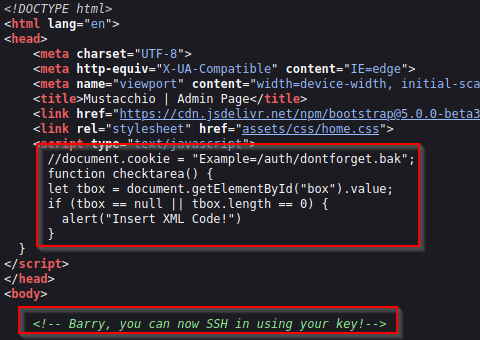 <!DOCTYPE html>
<html lang="en">
<head>
<meta charset="UTF-8">
<meta http-equiv="X-UA-Compatible" content="IE=edge">
<meta name="viewport" content="width=device-width, initial-sca
<title>Mustacchio | Admin Page</title>
<link href="https://cdn.jsdelivr.net/npm/bootstrap@5.0.0-beta3
<link rel="stylesheet" href="assets/css/home.css">
<script type="text/javascript">
//document.cookie = "Example=/auth/dontforget.bak";
function checktarea() {
let tbox = document.getElementById("box").value;
if (tbox == null || tbox.length == 0) {
alert("Insert XML Code!")
}
}
</script>
</head>
<body>
<!-- Barry, you can now SSH in using your key!-->